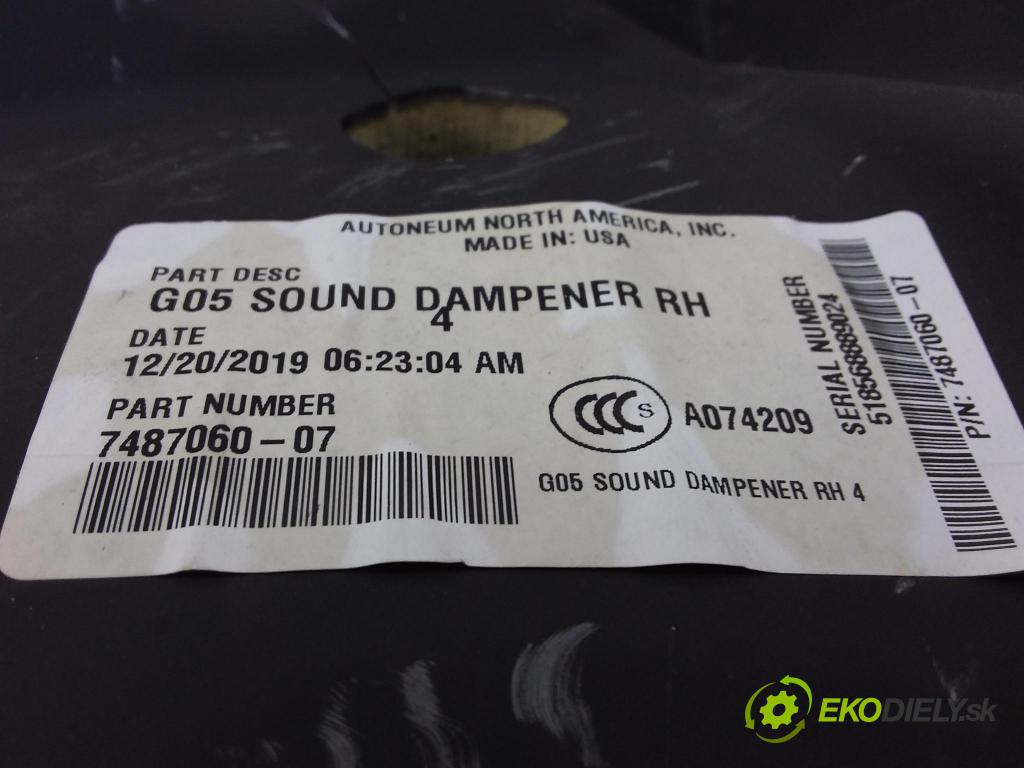 AUTONEUM NORTH AMERICA, INC.
MADE IN: USA
PART DESC
G05 SOUND DAMPENER RH
4
DATE
12/20/2019 06:23:04 AM
PART NUMBER
7487060-07
CCC S
A074209
G05 SOUND DAMPENER RH 4
SERIAL NUMBER
518568889024
P/N: 7487060-07
EKODIELY.sk